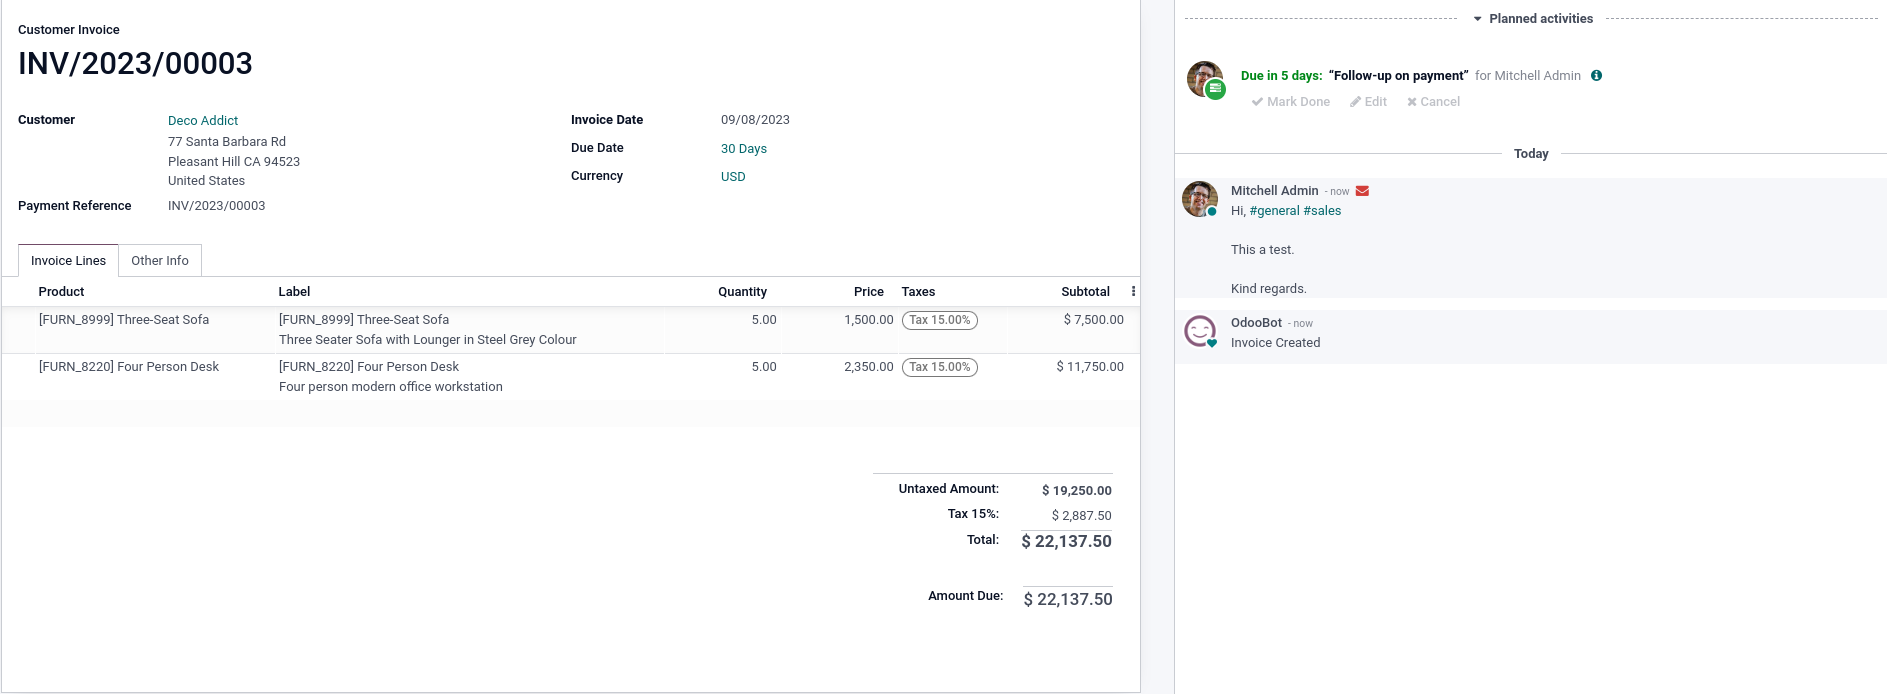 Customer Invoice
INV/2023/00003
Customer Deco Addict
77 Santa Barbara Rd
Pleasant Hill CA 94523
United States
Payment Reference INV/2023/00003
Invoice Date 09/08/2023
Due Date 30 Days
Currency USD
Invoice Lines Other Info
Product Label Quantity Price Taxes Subtotal
[FURN_8999] Three-Seat Sofa [FURN_8999] Three-Seat Sofa 5.00 1,500.00 Tax 15.00% $ 7,500.00
Three Seater Sofa with Lounger in Steel Grey Colour
[FURN_8220] Four Person Desk [FURN_8220] Four Person Desk 5.00 2,350.00 Tax 15.00% $ 11,750.00
Four person modern office workstation
Untaxed Amount: $ 19,250.00
Tax 15%: $ 2,887.50
Total: $ 22,137.50
Amount Due: $ 22,137.50
Planned activities
Due in 5 days: “Follow-up on payment” for Mitchell Admin
Mark Done Edit Cancel
Today
Mitchell Admin - now
Hi, #general #sales
This a test.
Kind regards.
OdooBot - now
Invoice Created